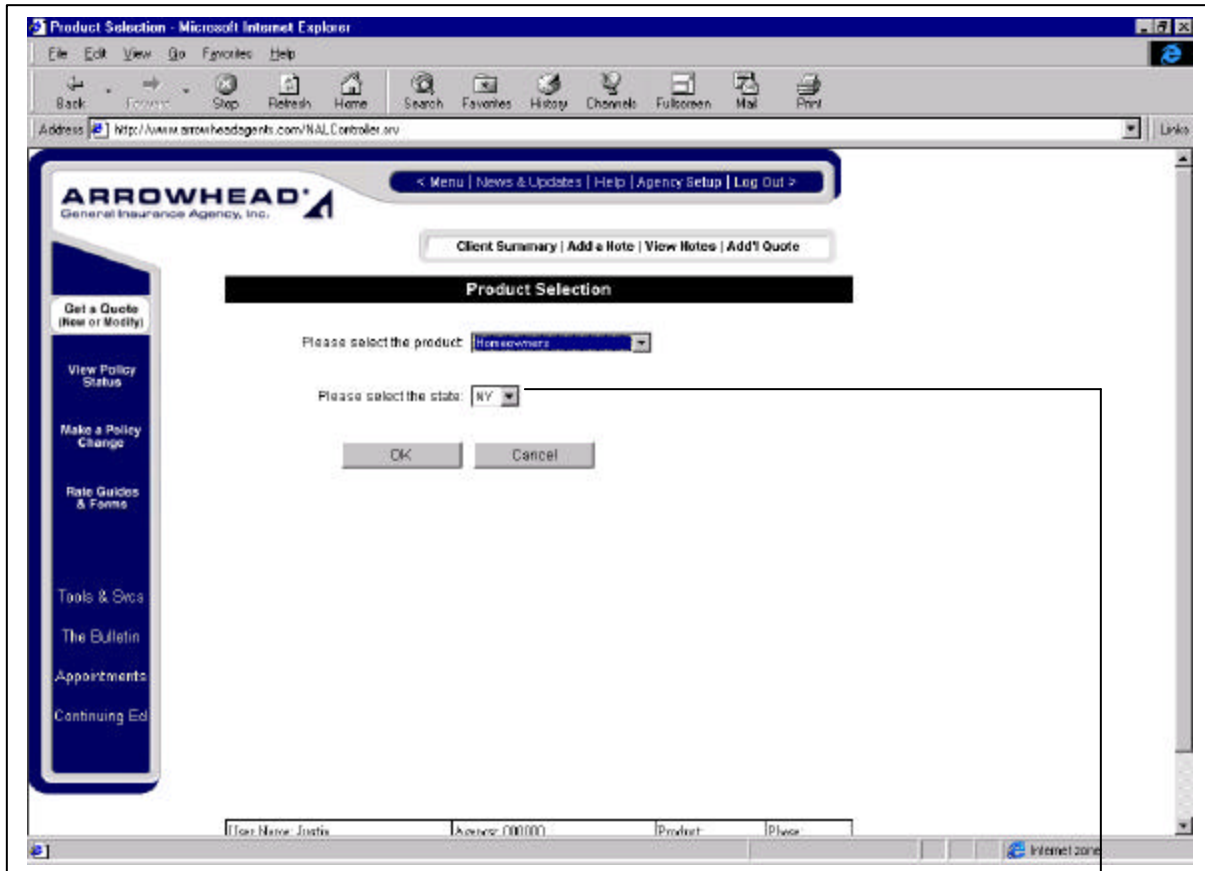 Product Selection - Microsoft Internet Explorer
File Edit View Go Favorites Help
Back Forward Stop Refresh Home Search Favorites History Channels Fullscreen Mail Print
Address http://www.arrowheadagents.com/NALController.srv Links
< Menu | News & Updates | Help | Agency Setup | Log Out >
ARROWHEAD
General Insurance Agency, Inc.
Client Summary | Add a Note | View Notes | Add'l Quote
Product Selection
Get a Quote
(New or Modify)
Please select the product: Homeowners
View Policy
Status
Please select the state: NY
Make a Policy
Change
OK Cancel
Rate Guides
& Forms
Tools & Svcs
The Bulletin
Appointments
Continuing Ed
User Name: Justin Agency: 000000 Product: Phase:
Internet zone